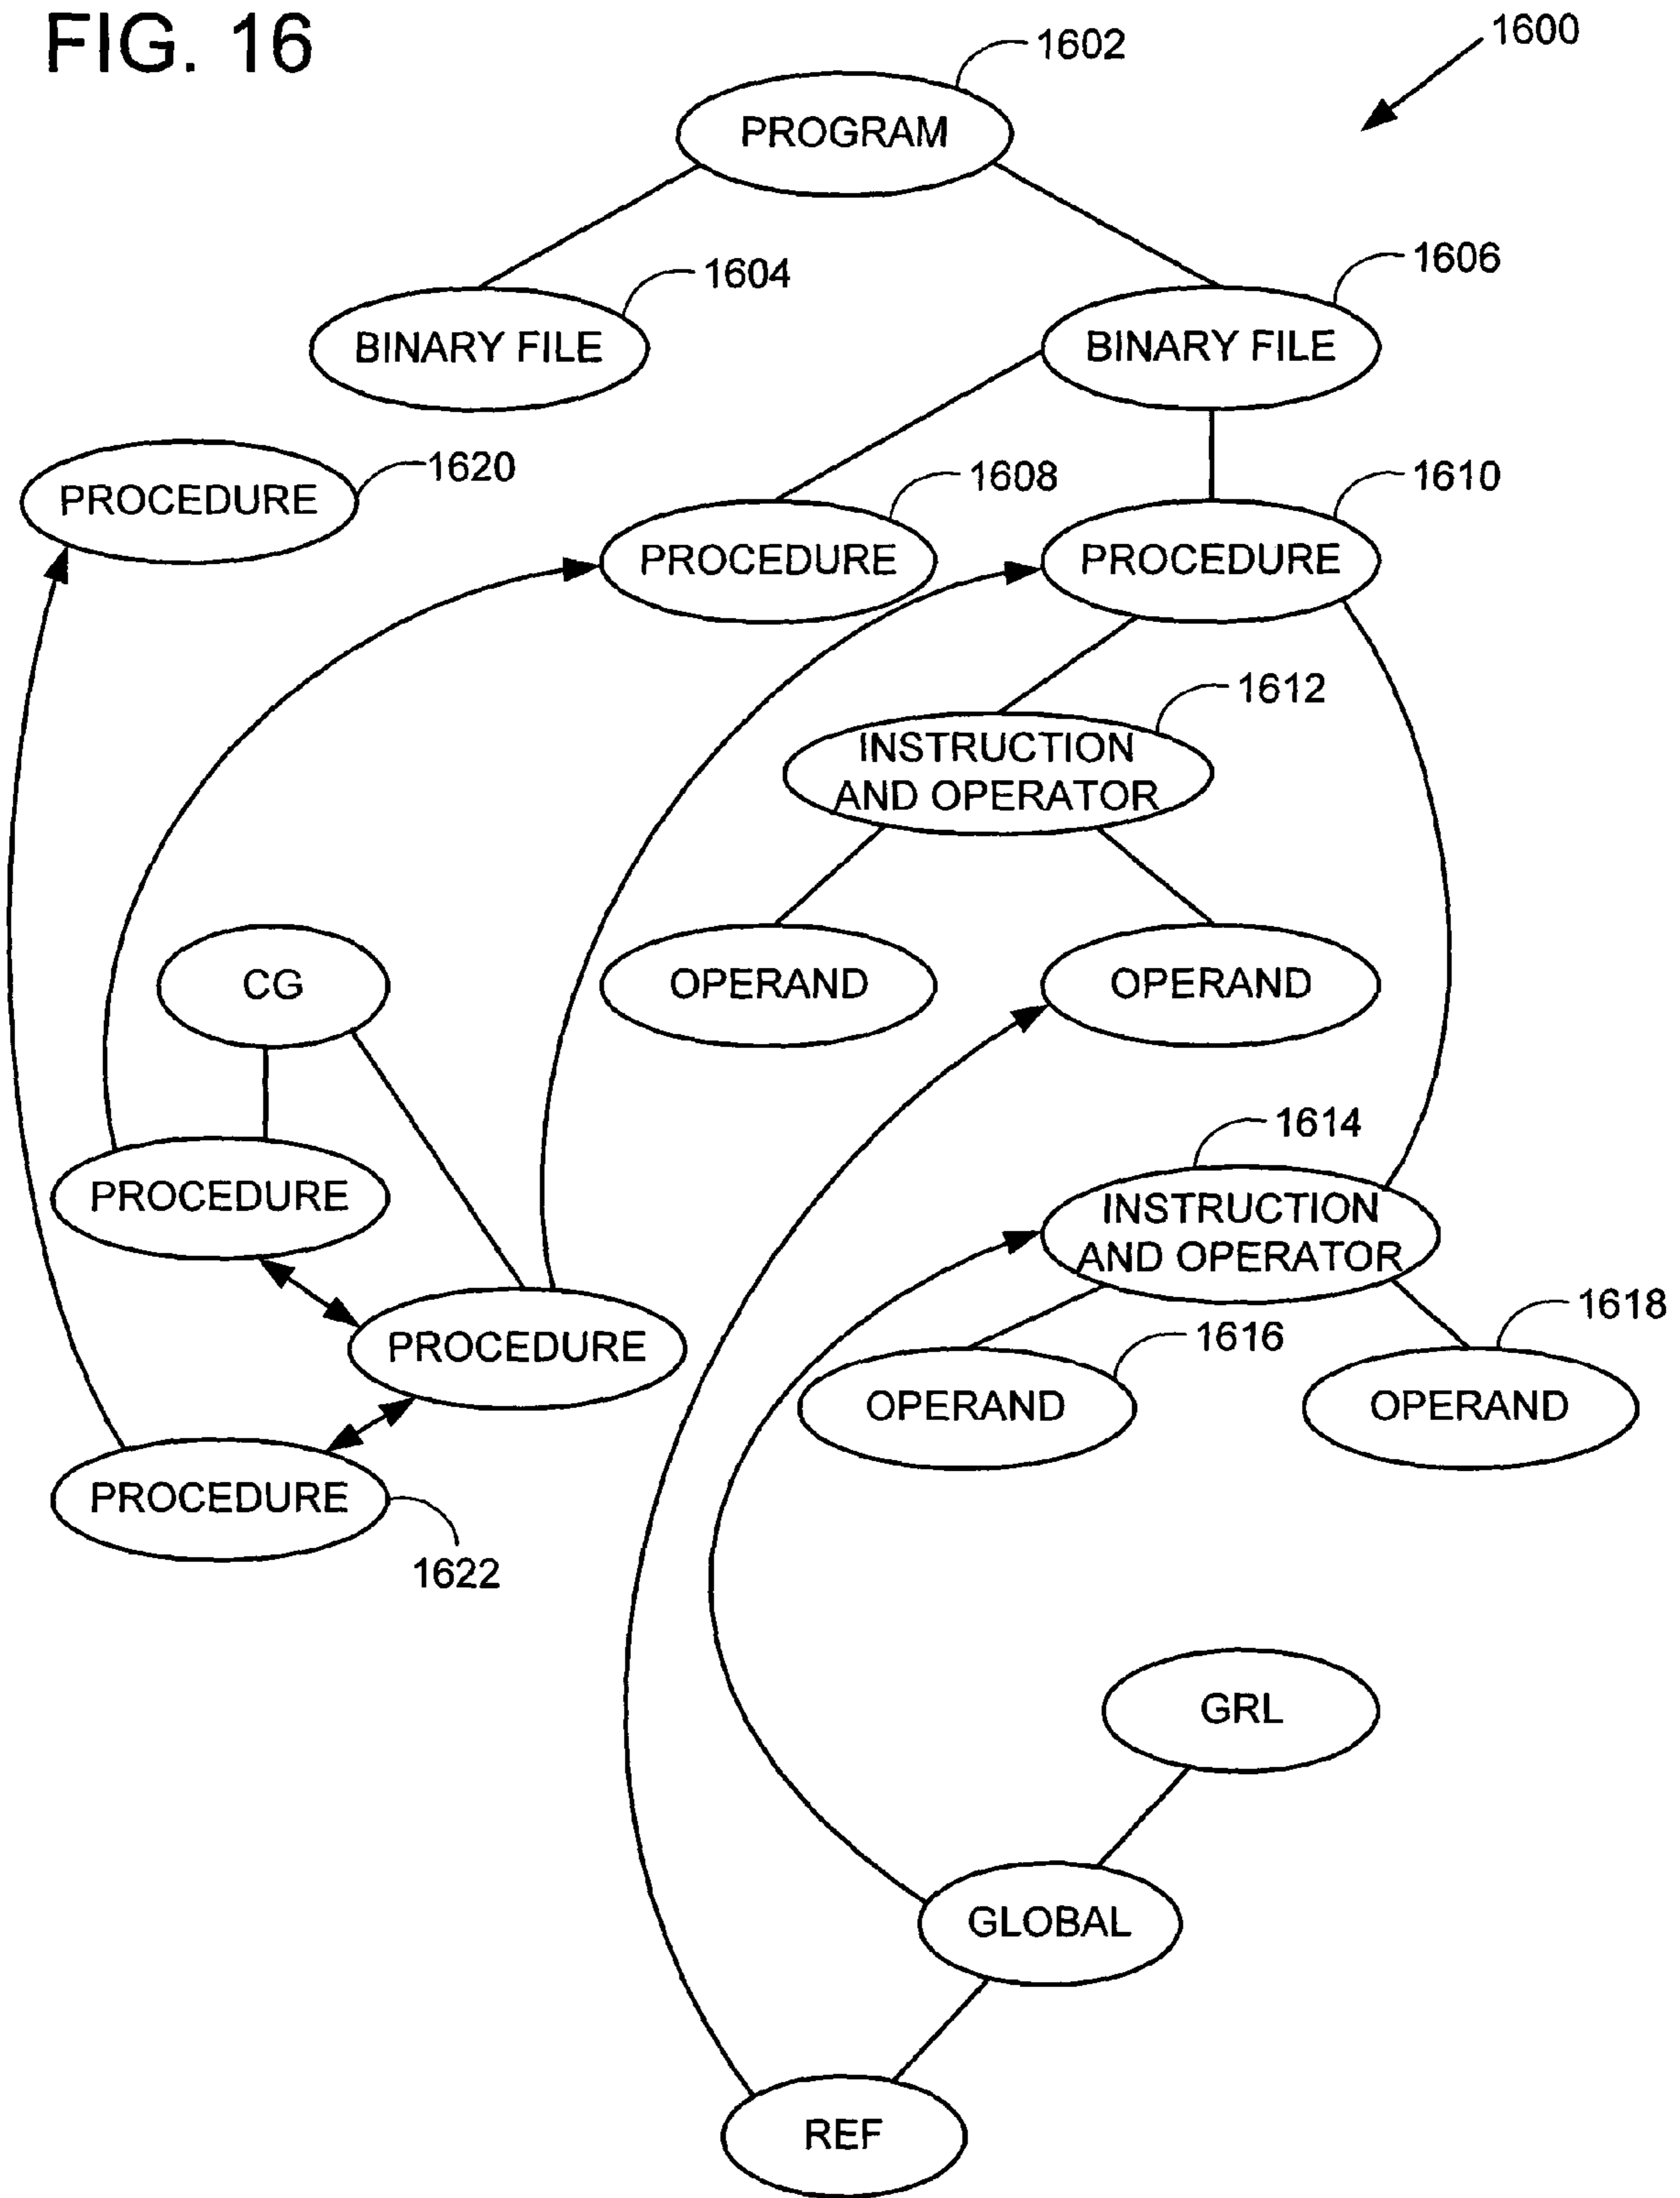 FIG. 16
1600
1602
PROGRAM
1604
BINARY FILE
1606
BINARY FILE
1620
PROCEDURE
1608
PROCEDURE
1610
PROCEDURE
1612
INSTRUCTION
AND OPERATOR
CG
OPERAND
OPERAND
1614
PROCEDURE
INSTRUCTION
AND OPERATOR
PROCEDURE
1616
OPERAND
1618
OPERAND
PROCEDURE
1622
GRL
GLOBAL
REF